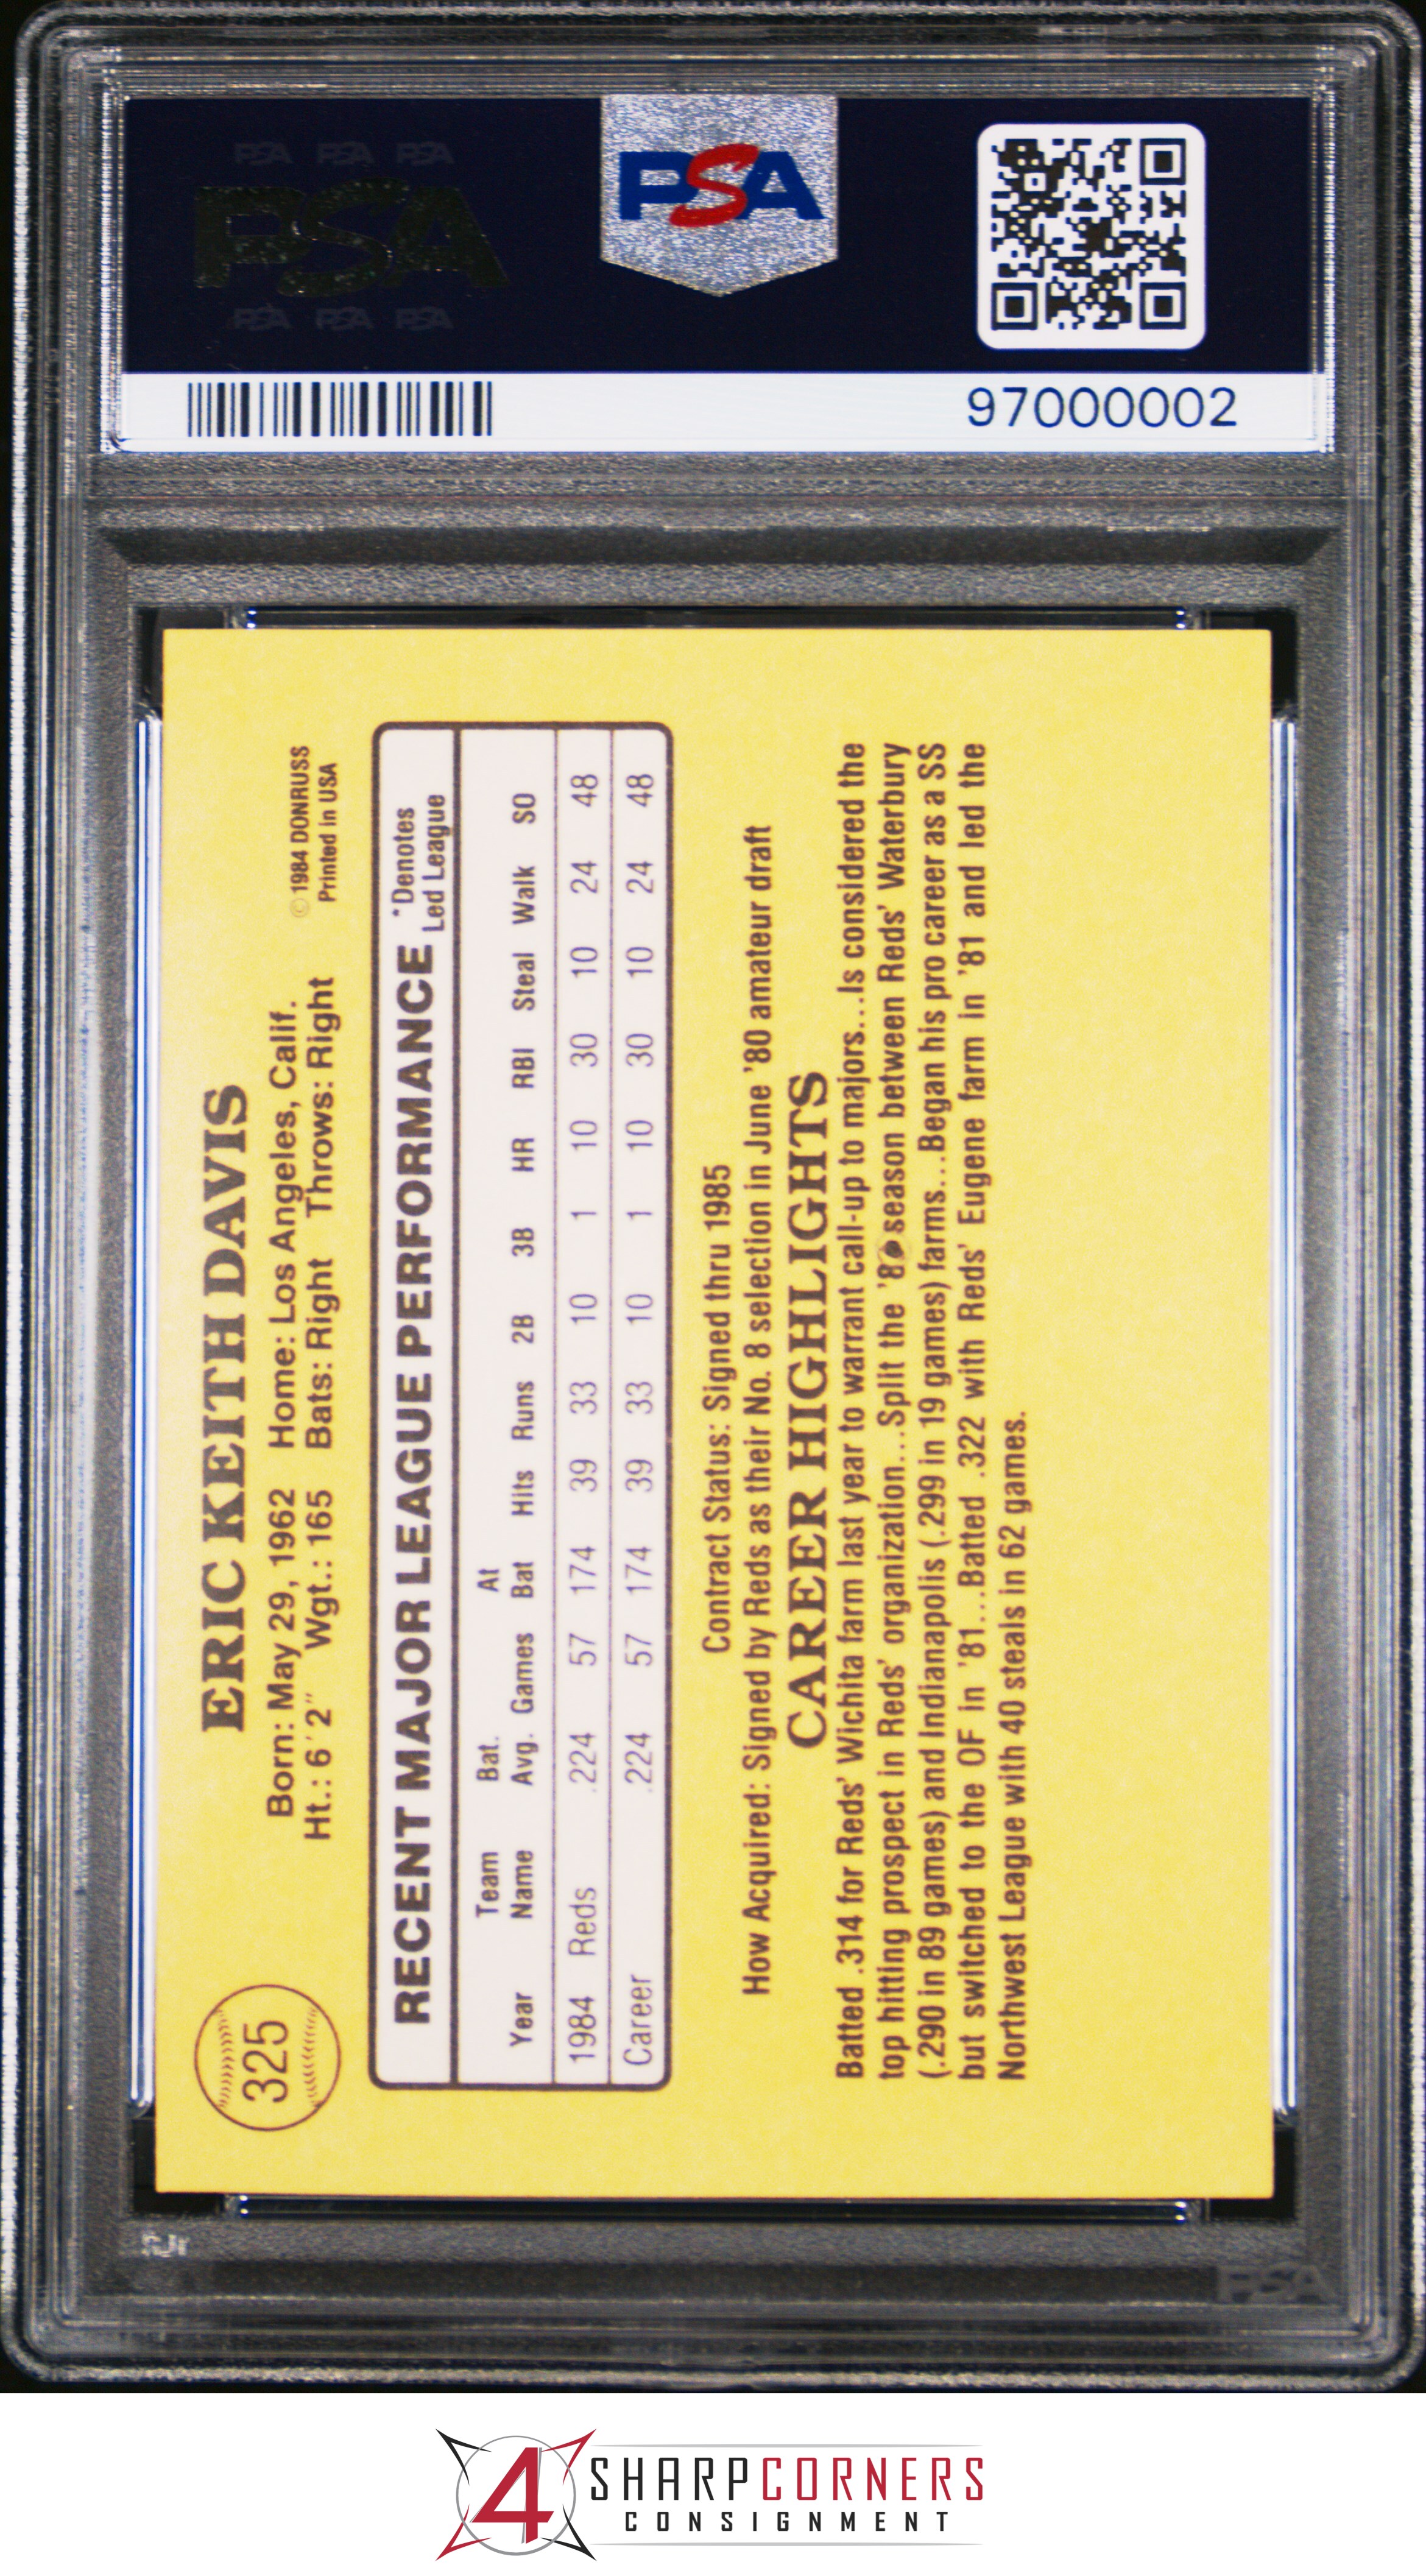 PSA PSA PSA
PSA
PSA PSA PSA
PSA
97000002
325
ERIC KEITH DAVIS
Born: May 29, 1962 Home: Los Angeles, Calif.
Ht.: 6'2" Wgt.: 165 Bats: Right Throws: Right
© 1984 DONRUSS
Printed in USA
RECENT MAJOR LEAGUE PERFORMANCE *Denotes Led League
Year Team Name Bat. Avg. Games At Bat Hits Runs 2B 3B HR RBI Steal Walk SO
1984 Reds .224 57 174 39 33 10 1 10 30 10 24 48
Career .224 57 174 39 33 10 1 10 30 10 24 48
Contract Status: Signed thru 1985
How Acquired: Signed by Reds as their No. 8 selection in June '80 amateur draft
CAREER HIGHLIGHTS
Batted .314 for Reds' Wichita farm last year to warrant call-up to majors...Is considered the
top hitting prospect in Reds' organization...Split the season between Reds' Waterbury
(.290 in 89 games) and Indianapolis (.299 in 19 games) farms...Began his pro career as a SS
but switched to the OF in '81...Batted .322 with Reds' Eugene farm in '81 and led the
Northwest League with 40 steals in 62 games.
PSA
4 SHARPCORNERS
CONSIGNMENT